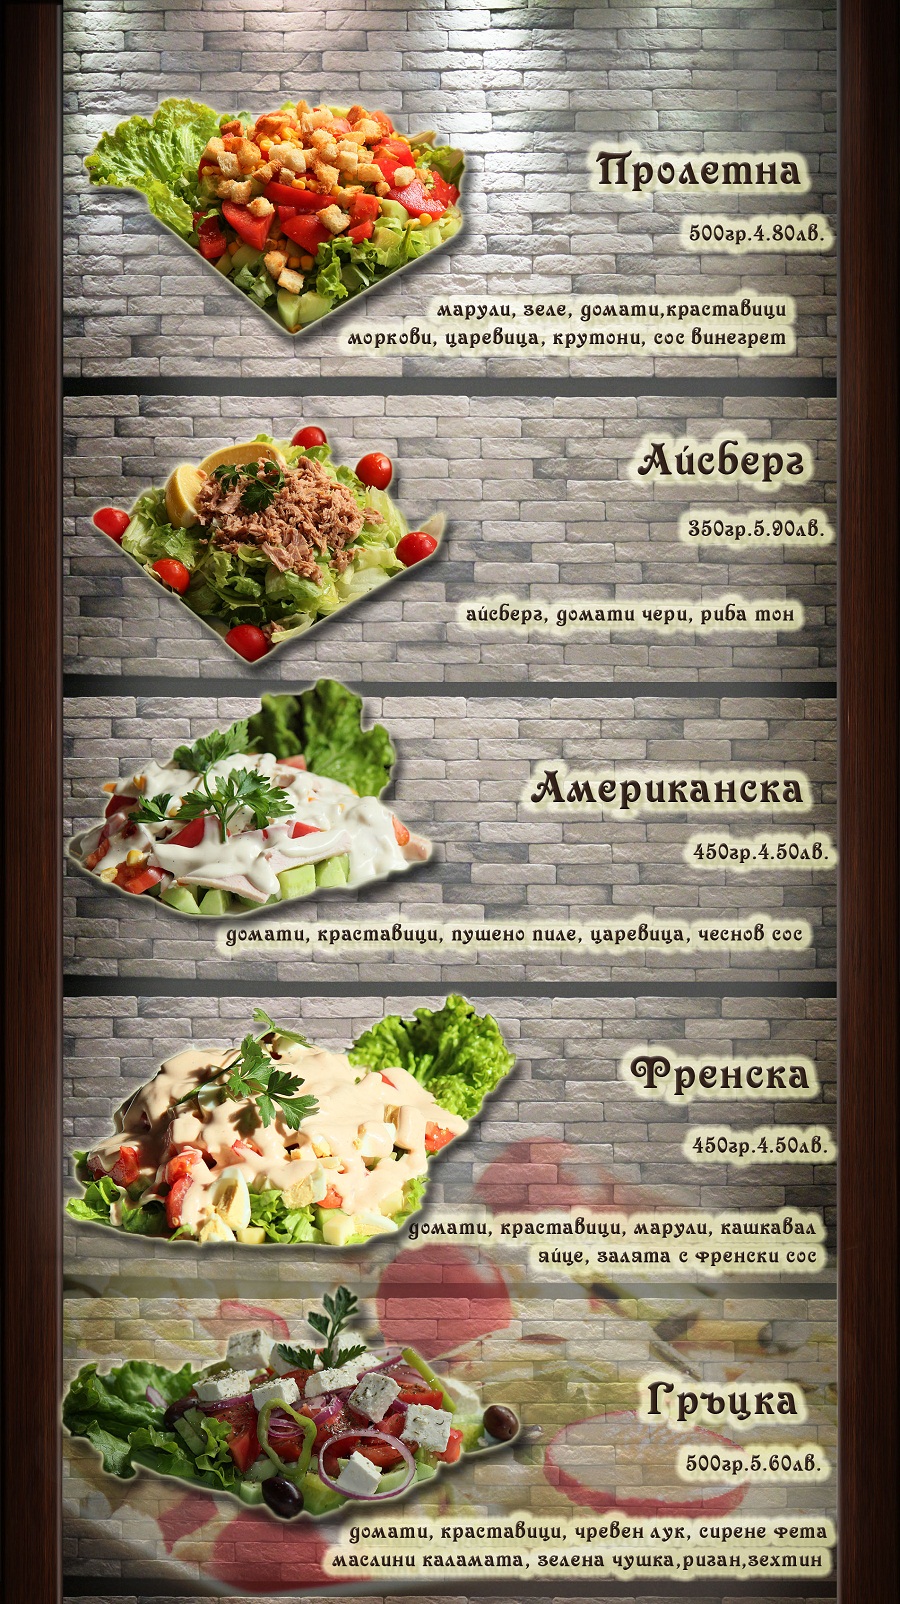 Пролетна
500гр.4.80лв.
марули, зеле, домати,краставици
моркови, царевица, крутони, сос винегрет
Айсберг
350гр.5.90лв.
айсберг, домати чери, риба тон
Американска
450гр.4.50лв.
домати, краставици, пушено пиле, царевица, чеснов сос
Френска
450гр.4.50лв.
домати, краставици, марули, кашкавал
яйце, залята с френски сос
Гръцка
500гр.5.60лв.
домати, краставици, чревен лук, сирене фета
маслини каламата, зелена чушка,риган,зехтин